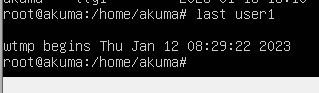 root@akuma:/home/akuma# last user1
wtmp begins Thu Jan 12 08:29:22 2023
root@akuma:/home/akuma#